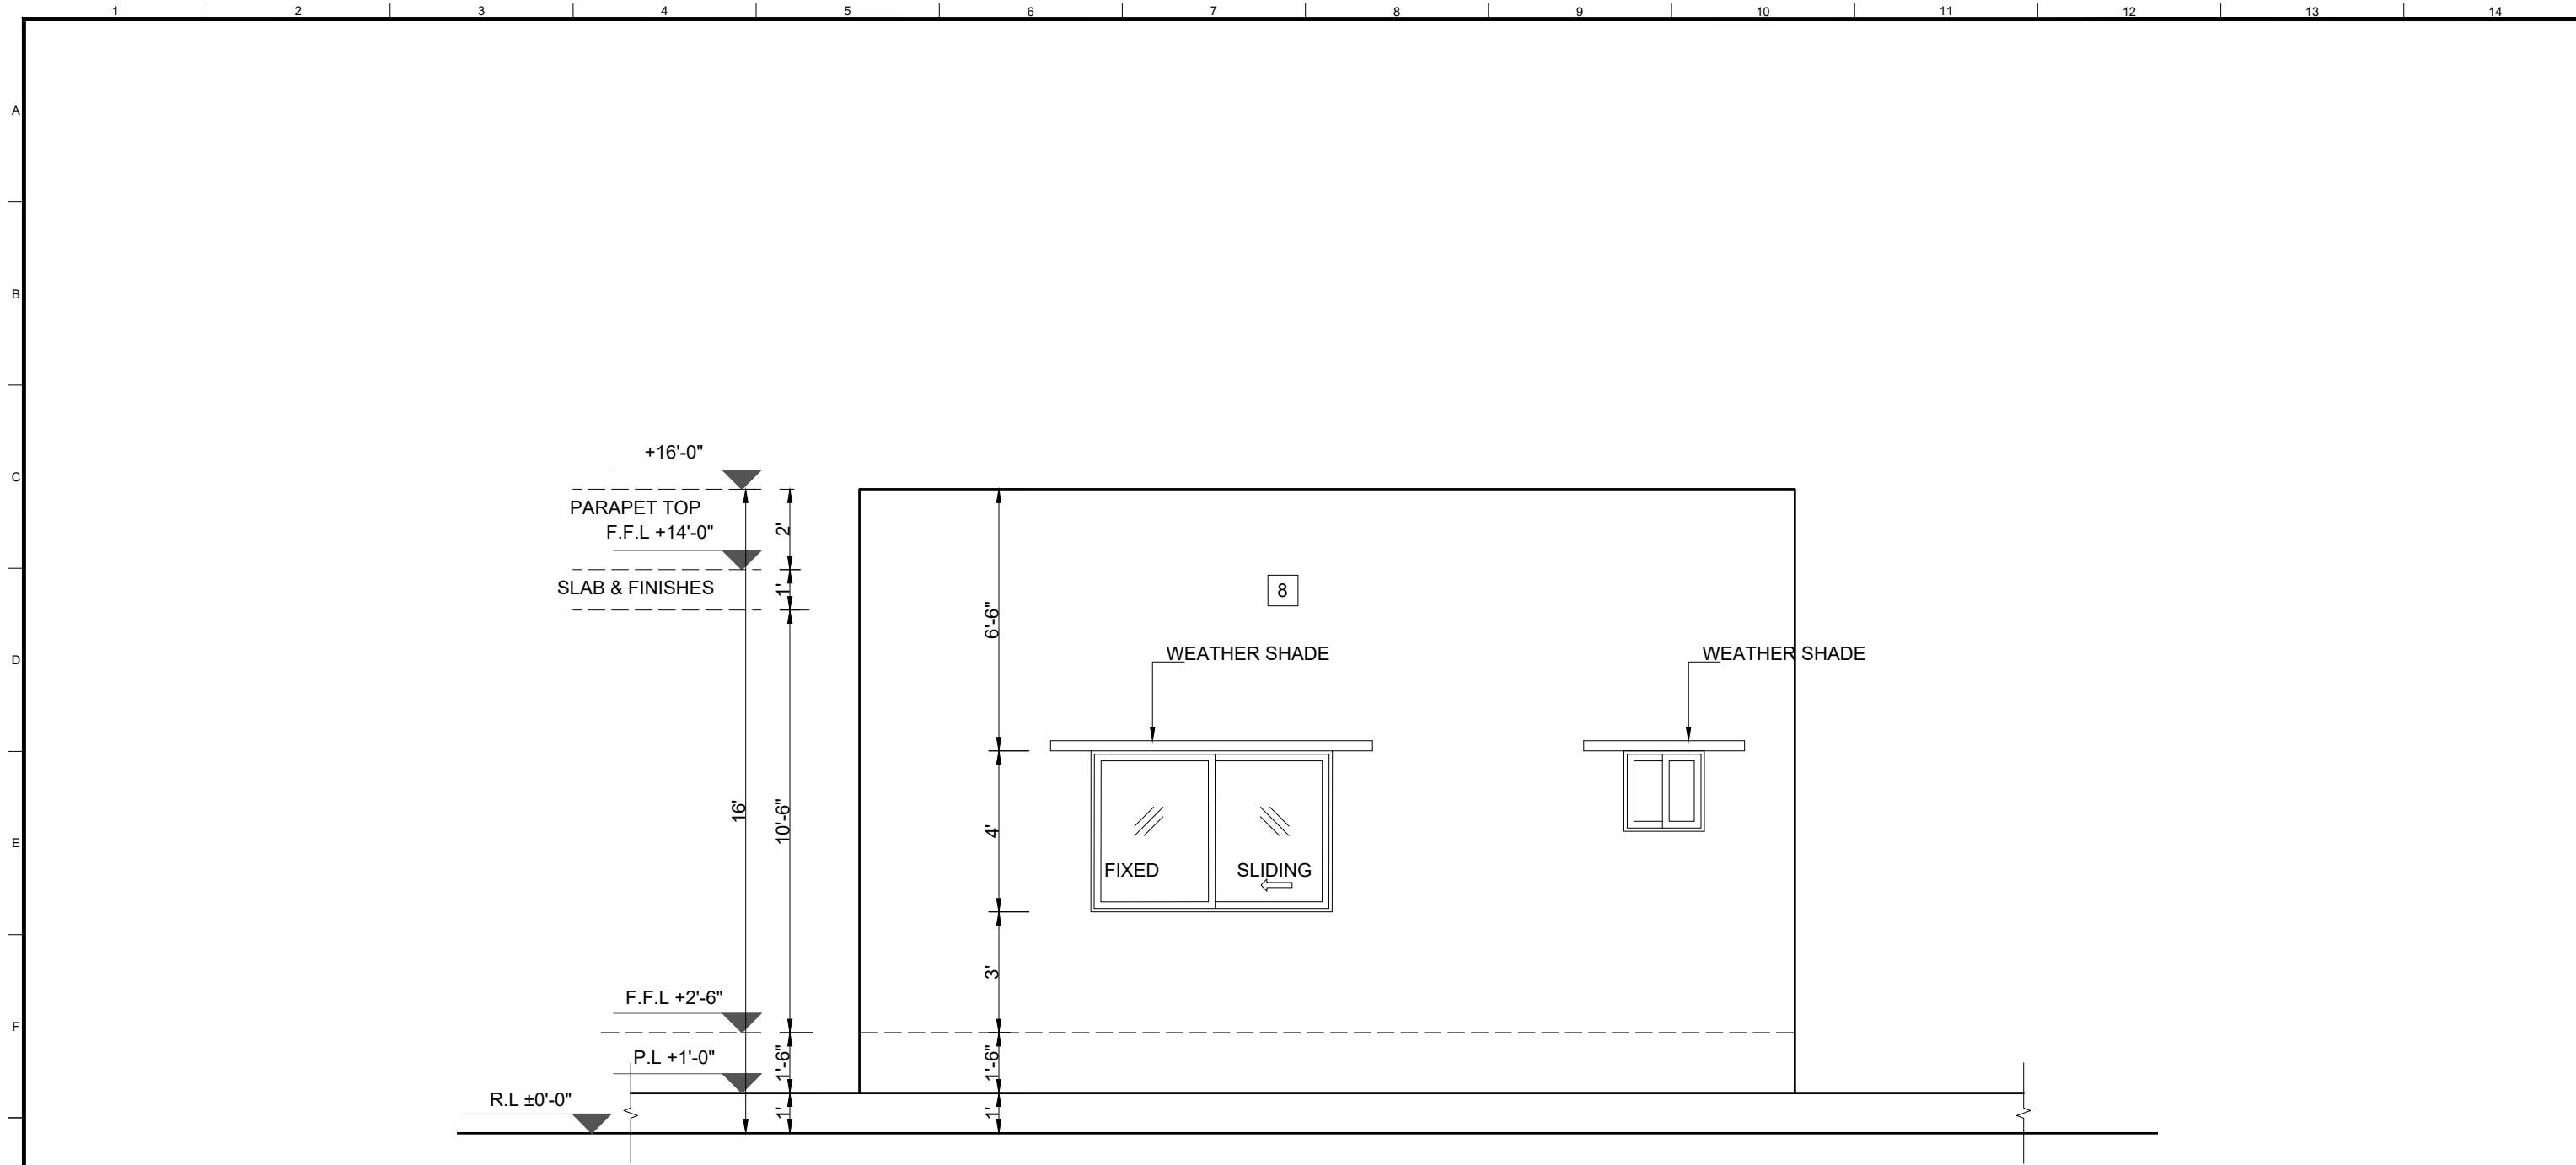 1 2 3 4 5 6 7 8 9 10 11 12 13 14
A
B
C
D
E
F
+16'-0"
PARAPET TOP
F.F.L +14'-0"
SLAB & FINISHES
F.F.L +2'-6"
P.L +1'-0"
R.L ±0'-0"
16'
2'
1'
10'-6"
1'-6"
1'
6'-6"
4'
3'
1'-6"
1'
8
WEATHER SHADE
WEATHER SHADE
FIXED
SLIDING